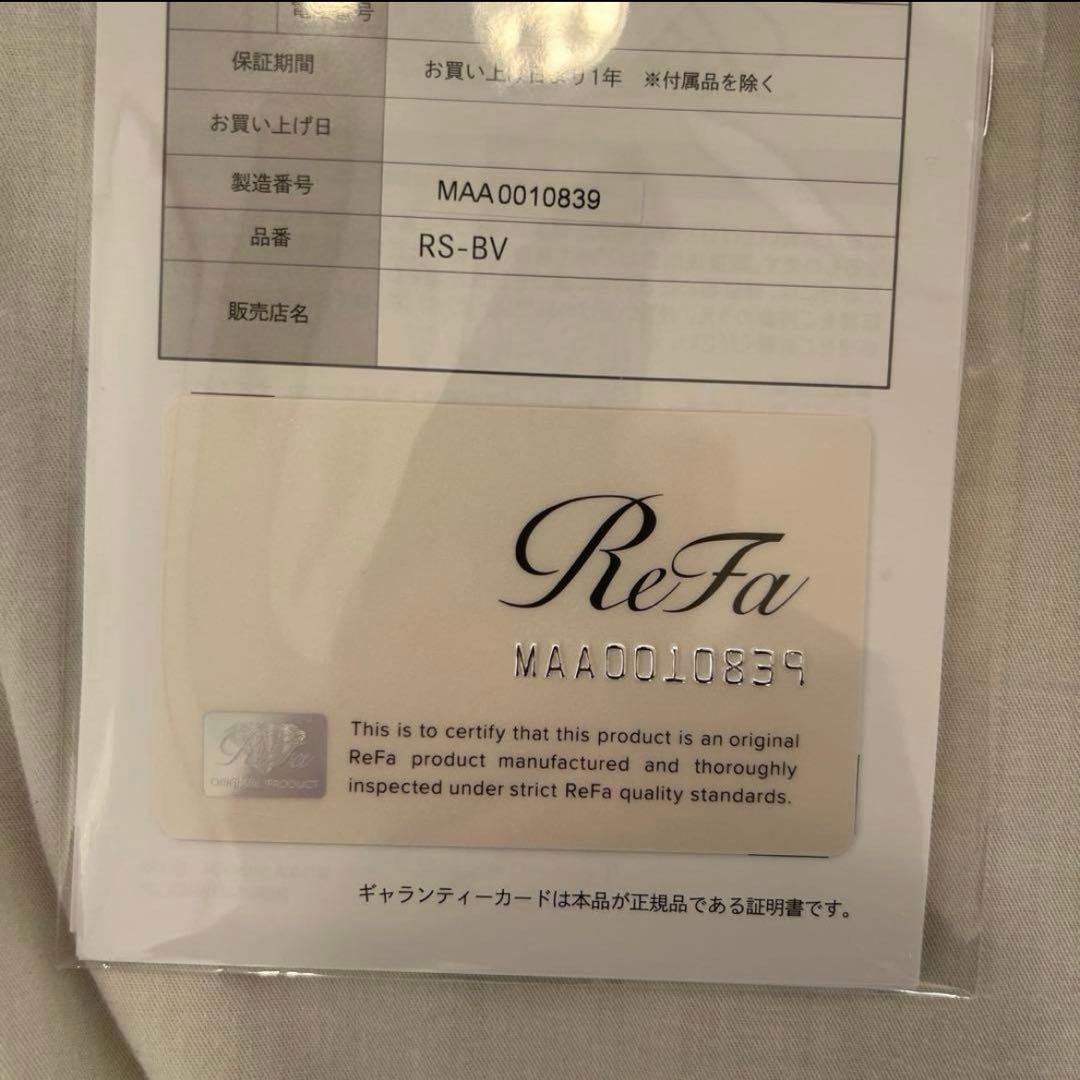 保証期間
お買い上げ日より1年 ※付属品を除く
お買い上げ日
製造番号
MAA0010839
品番
RS-BV
販売店名
ReFa
MAA0010839
ReFa
ORIGINAL PRODUCT
This is to certify that this product is an original
ReFa product manufactured and thoroughly
inspected under strict ReFa quality standards.
ギャランティーカードは本品が正規品である証明書です。